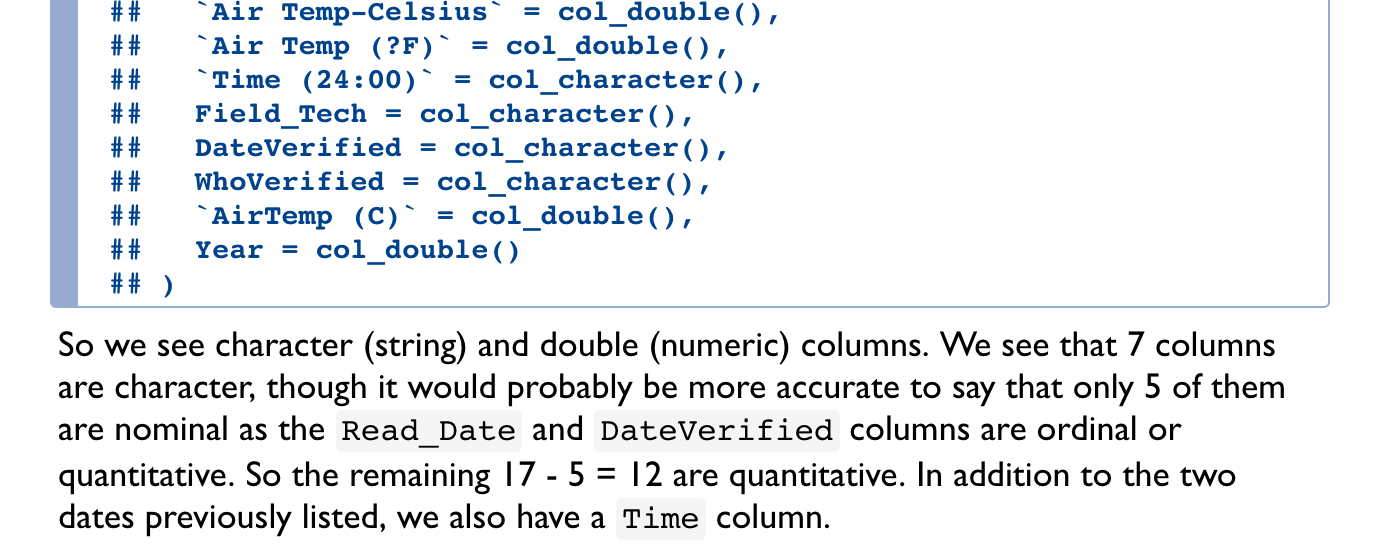 ##   `Air Temp-Celsius` = col_double(),
##   `Air Temp (?F)` = col_double(),
##   `Time (24:00)` = col_character(),
##   Field_Tech = col_character(),
##   DateVerified = col_character(),
##   WhoVerified = col_character(),
##   `AirTemp (C)` = col_double(),
##   Year = col_double()
## )
So we see character (string) and double (numeric) columns. We see that 7 columns
are character, though it would probably be more accurate to say that only 5 of them
are nominal as the Read_Date and DateVerified columns are ordinal or
quantitative. So the remaining 17 - 5 = 12 are quantitative. In addition to the two
dates previously listed, we also have a Time column.